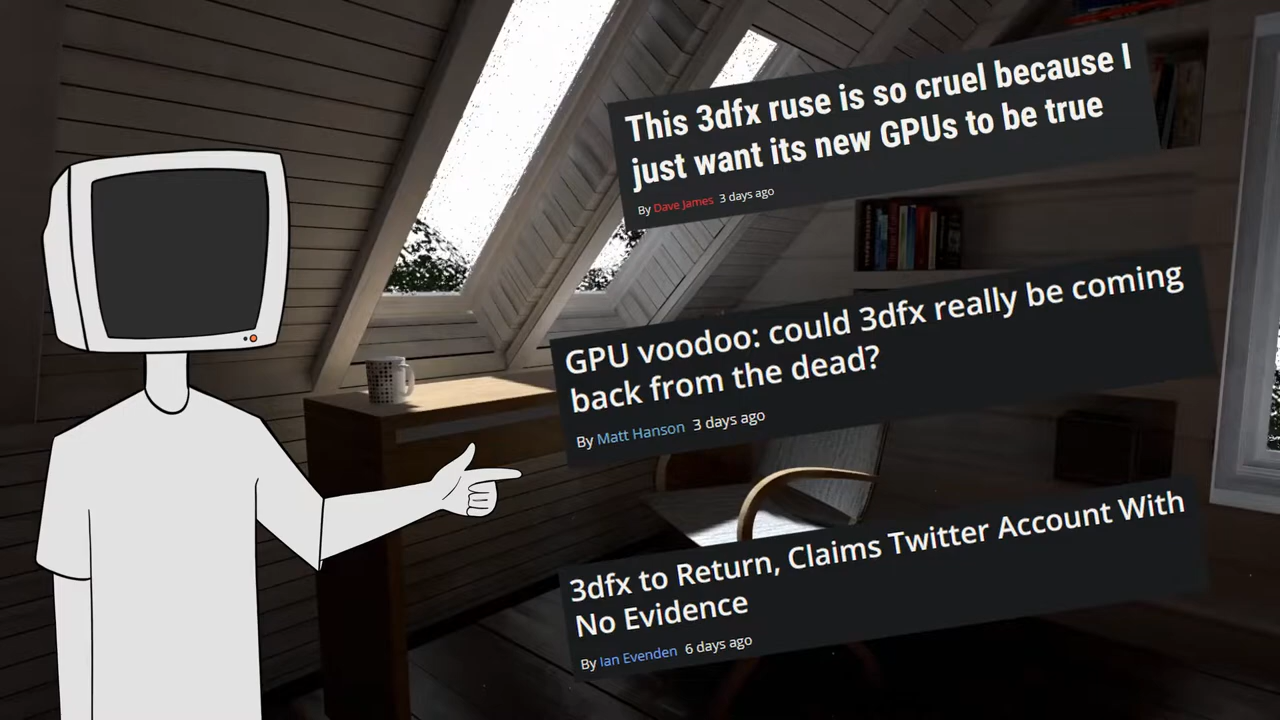 This 3dfx ruse is so cruel because I
just want its new GPUs to be true
By Dave James 3 days ago
GPU voodoo: could 3dfx really be coming
back from the dead?
By Matt Hanson 3 days ago
3dfx to Return, Claims Twitter Account With
No Evidence
By Ian Evenden 6 days ago